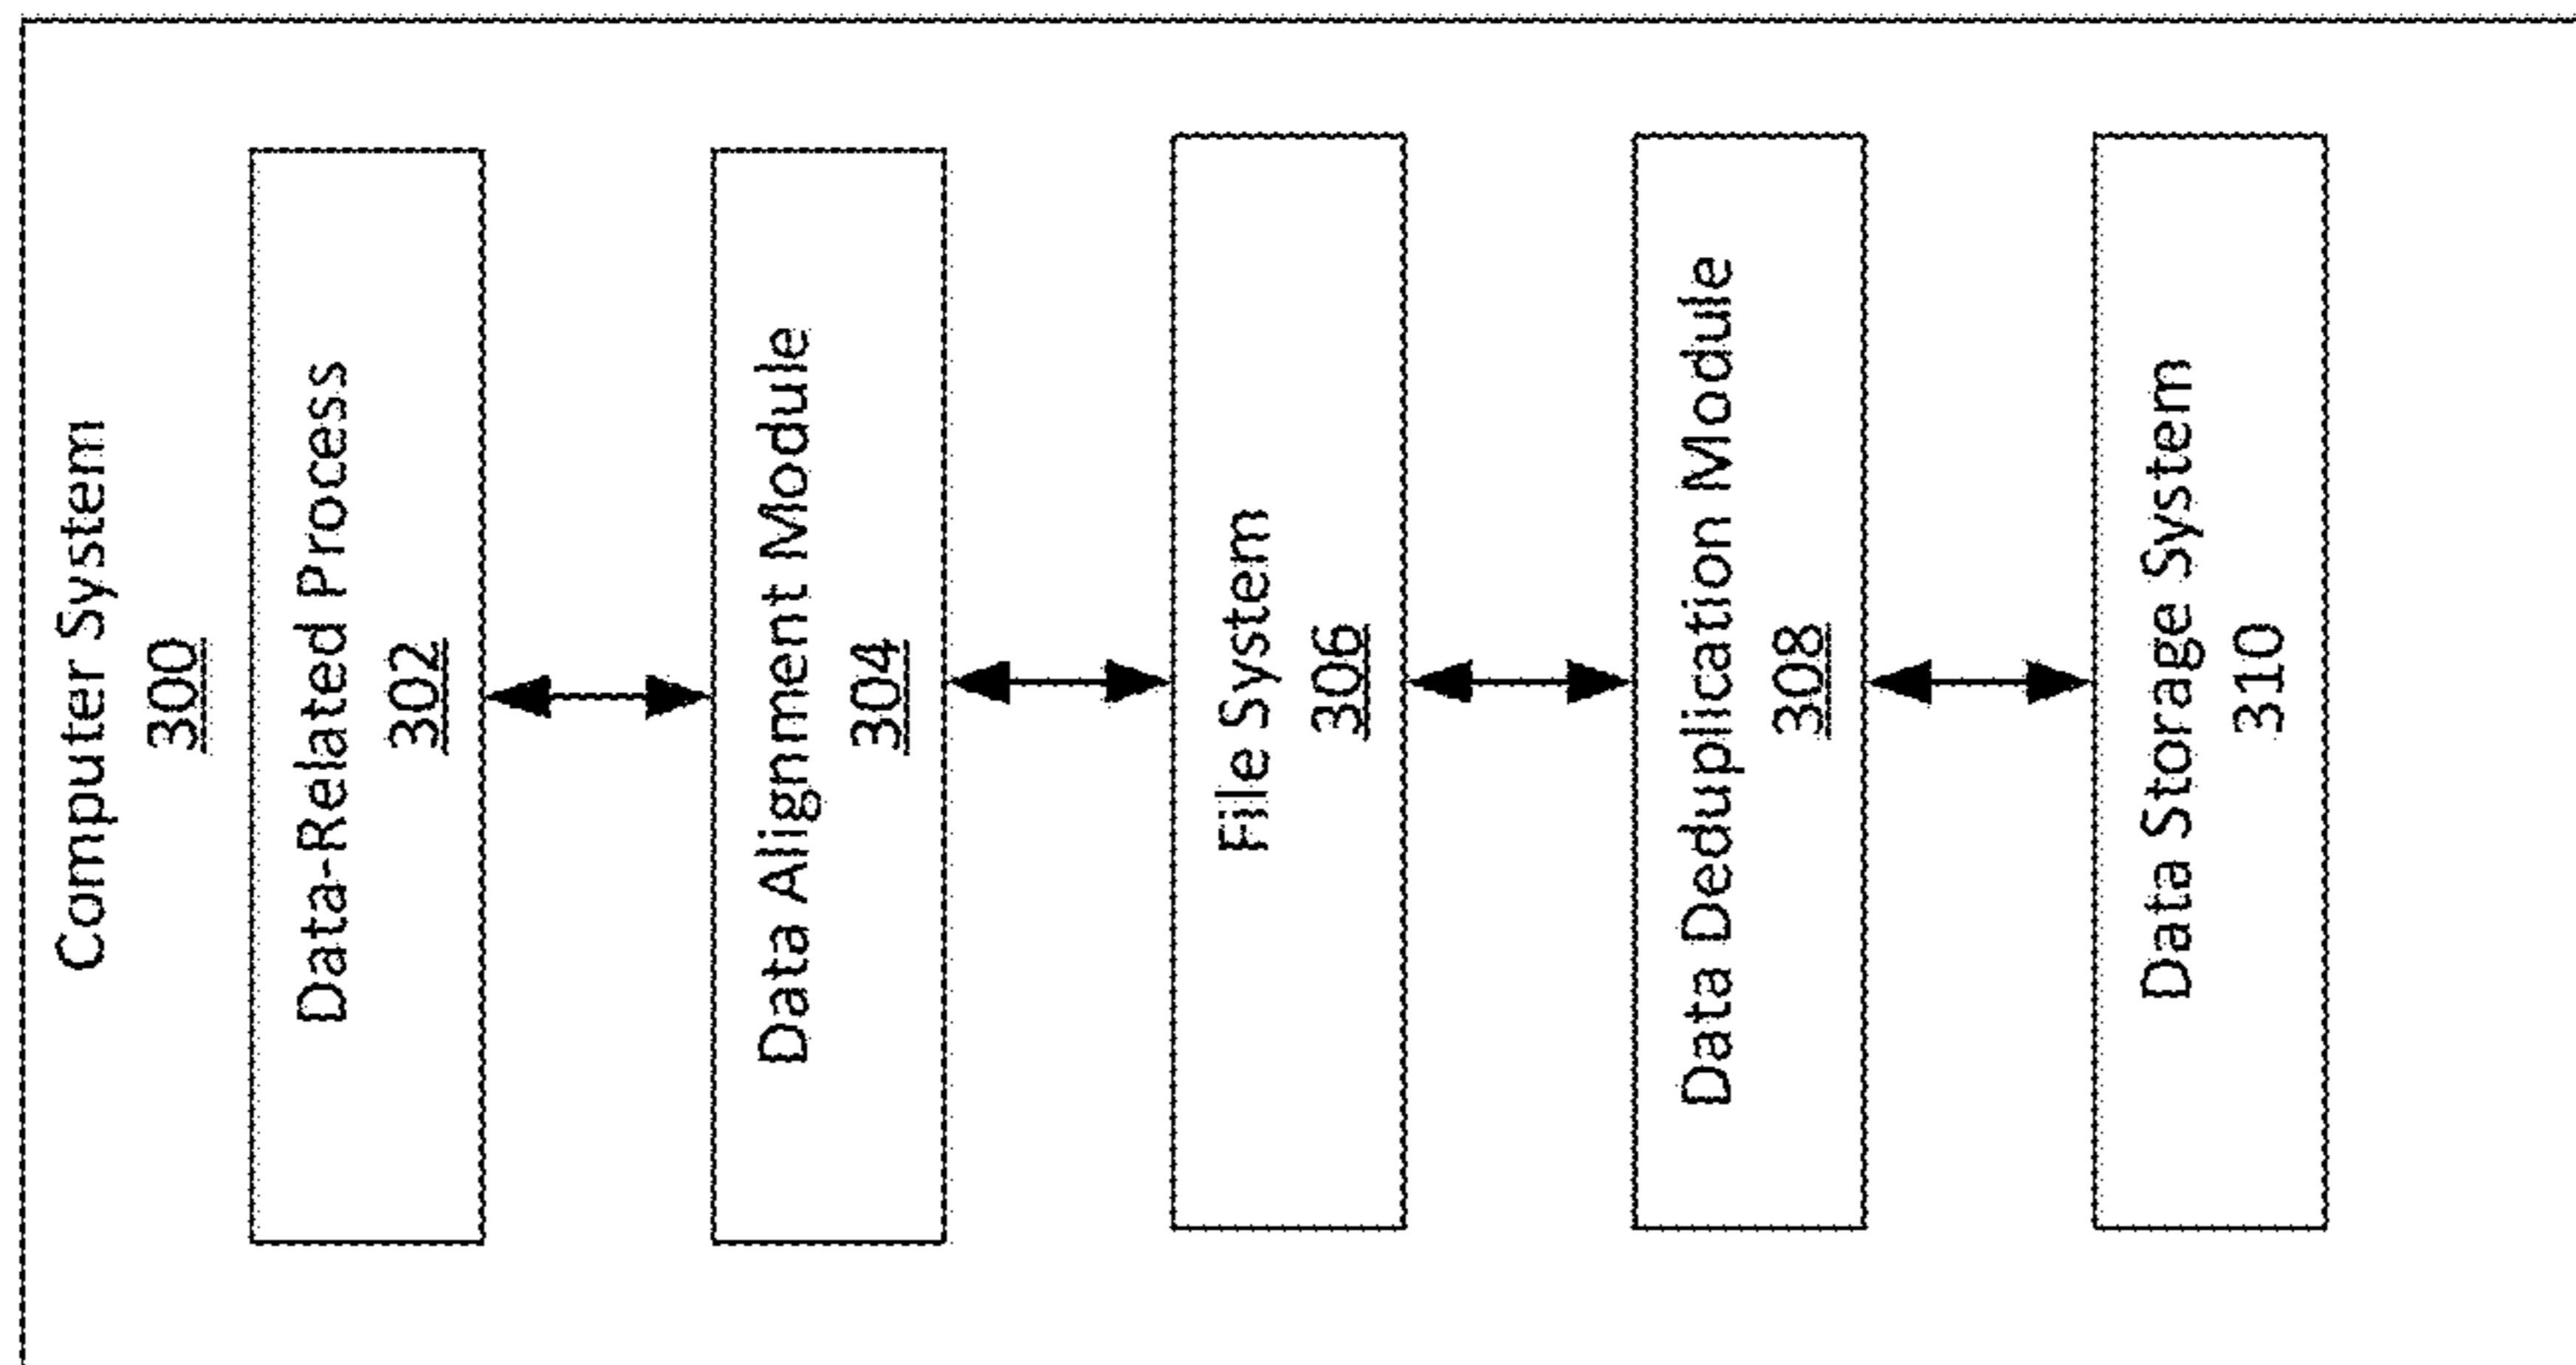 Computer System
300
Data-Related Process
302
Data Alignment Module
304
File System
306
Data Deduplication Module
308
Data Storage System
310